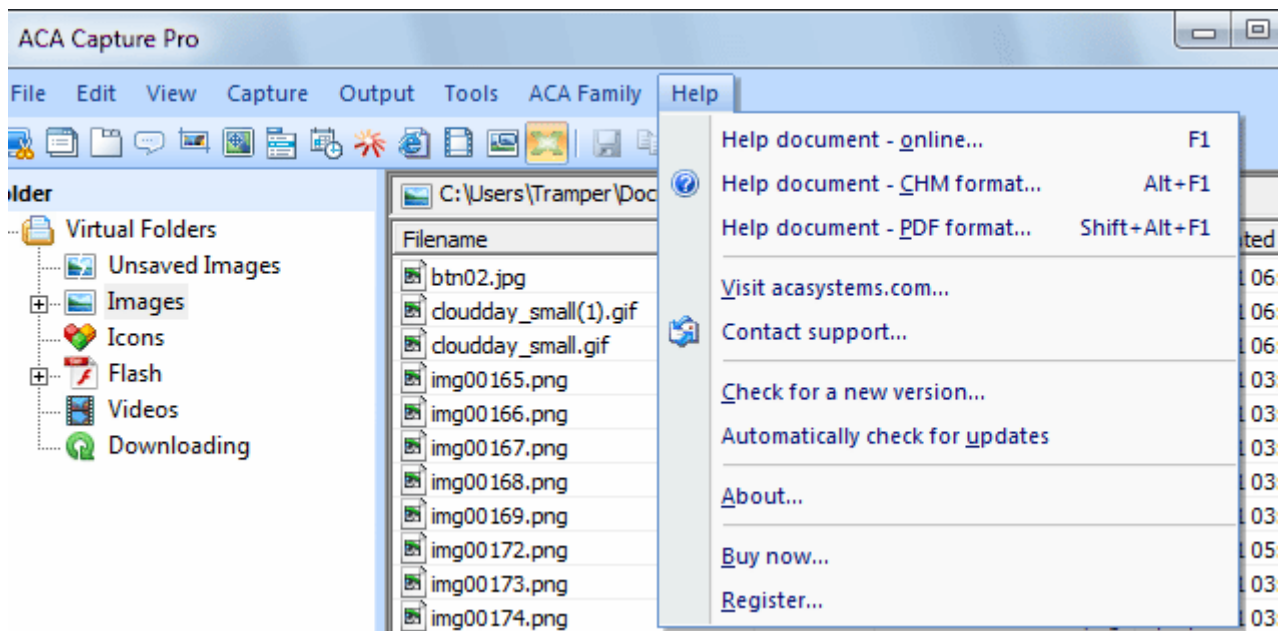 ACA Capture Pro
File Edit View Capture Output Tools ACA Family Help
Help document - online... F1
Help document - CHM format... Alt+F1
Help document - PDF format... Shift+Alt+F1
Visit acasystems.com...
Contact support...
Check for a new version...
Automatically check for updates
About...
Buy now...
Register...
Virtual Folders
Unsaved Images
Images
Icons
Flash
Videos
Downloading
C:\Users\Tramper\Doc
Filename
btn02.jpg
cloudday_small(1).gif
cloudday_small.gif
img00165.png
img00166.png
img00167.png
img00168.png
img00169.png
img00172.png
img00173.png
img00174.png